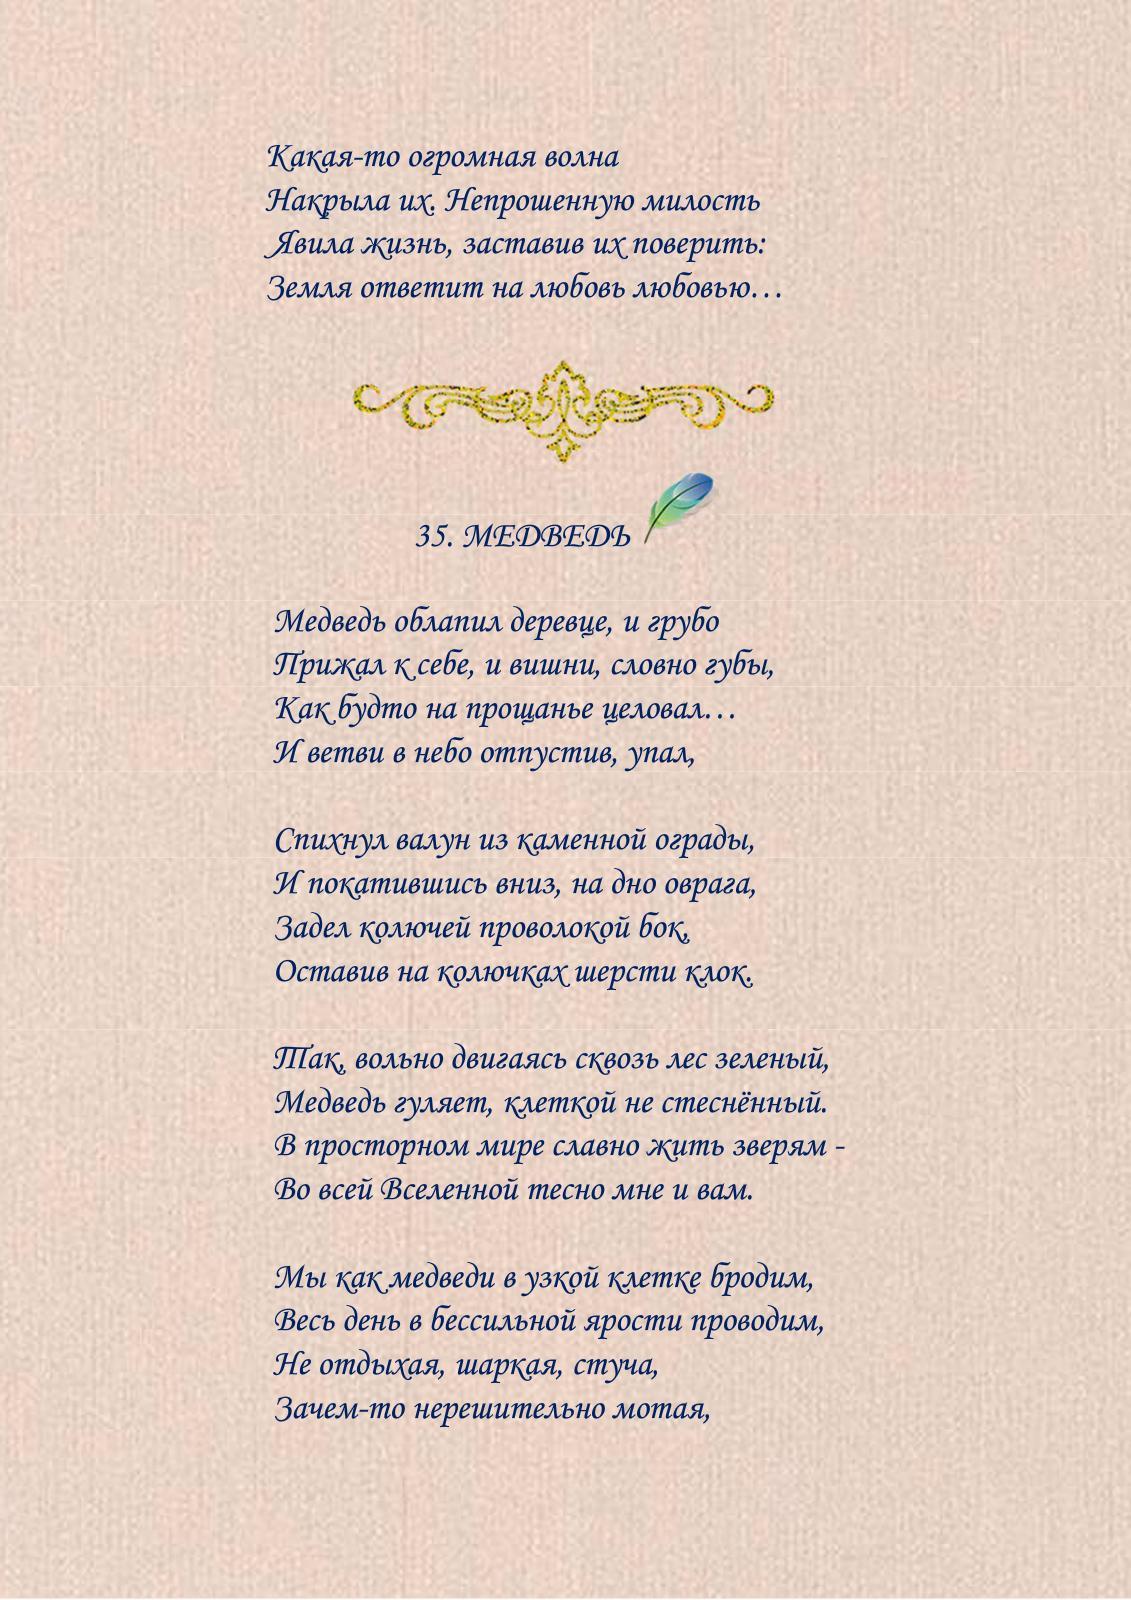 Какая-то огромная волна
Накрыла их. Непрошенную милость
Явила жизнь, заставив их поверить:
Земля ответит на любовь любовью…
35. МЕДВЕДЬ
Медведь облапил деревце, и грубо
Прижал к себе, и вишни, словно губы,
Как будто на прощанье целовал…
И ветви в небо отпустив, упал,
Спихнул валун из каменной ограды,
И покатившись вниз, на дно оврага,
Задел колючей проволокой бок,
Оставив на колючках шерсти клок.
Так, вольно двигаясь сквозь лес зеленый,
Медведь гуляет, клеткой не стеснённый.
В просторном мире славно жить зверям -
Во всей Вселенной тесно мне и вам.
Мы как медведи в узкой клетке бродим,
Весь день в бессильной ярости проводим,
Не отдыхая, шаркая, стуча,
Зачем-то нерешительно мотая,